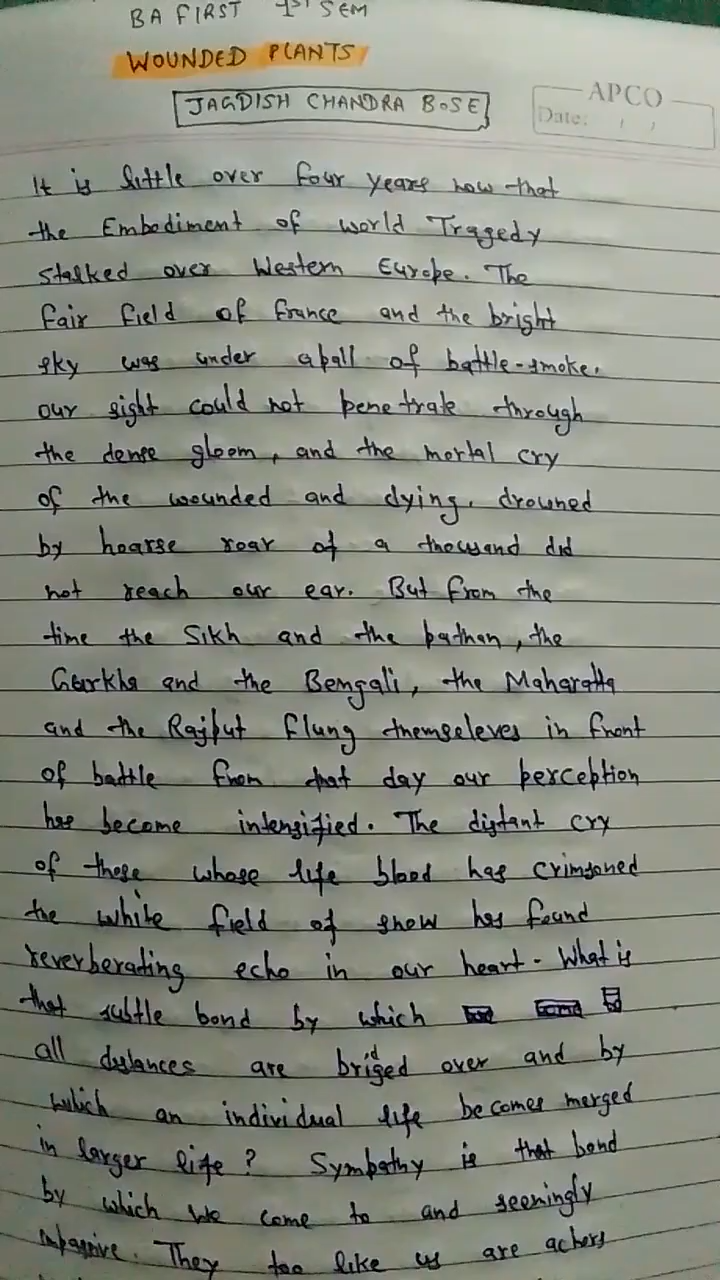 BA FIRST 1ST SEM
WOUNDED PLANTS
JAGDISH CHANDRA BOSE
APCO
Date: / /
It is little over four years now that
the Embodiment of world Tragedy
stalked over Western Europe. The
fair field of france and the bright
sky was under a pall of battle-smoke.
our sight could not penetrate through
the dense gloom, and the mortal cry
of the wounded and dying. drowned
by hoarse roar of a thousand did
not reach our ear. But from the
time the Sikh and the pathan, the
Gorkha and the Bengali, the Maharatta
and the Rajput flung themseleves in front
of battle from that day our perception
has become intensified. The distant cry
of those whose life blood has crimsoned
the white field of snow has found
reverberading echo in our heart - What is
that subtle bond by which
all distances are bridged over and by
which an individual life becomes merged
in larger life? Sympathy is that bond
by which we come to and seemingly
They too like us are actors